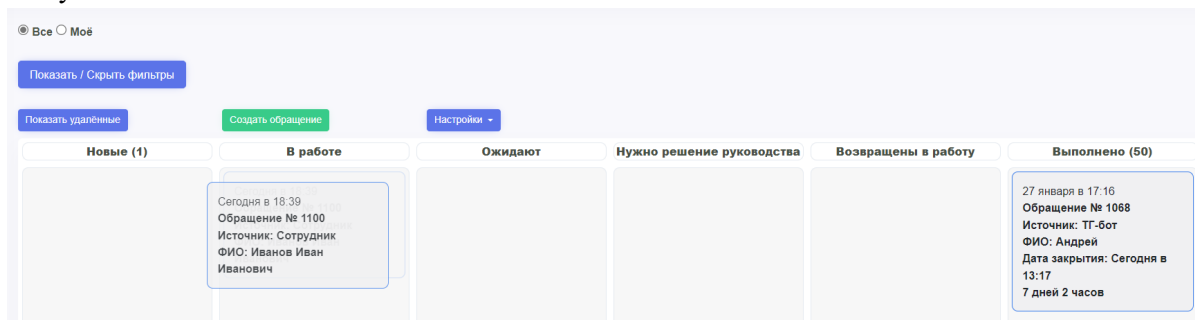 Все Моё
Показать / Скрыть фильтры
Показать удалённые Создать обращение Настройки
Новые (1) В работе Ожидают Нужно решение руководства Возвращены в работу Выполнено (50)
Сегодня в 18:39
Обращение № 1100
Источник: Сотрудник
ФИО: Иванов Иван
Иванович
27 января в 17:16
Обращение № 1068
Источник: ТГ-бот
ФИО: Андрей
Дата закрытия: Сегодня в
13:17
7 дней 2 часов